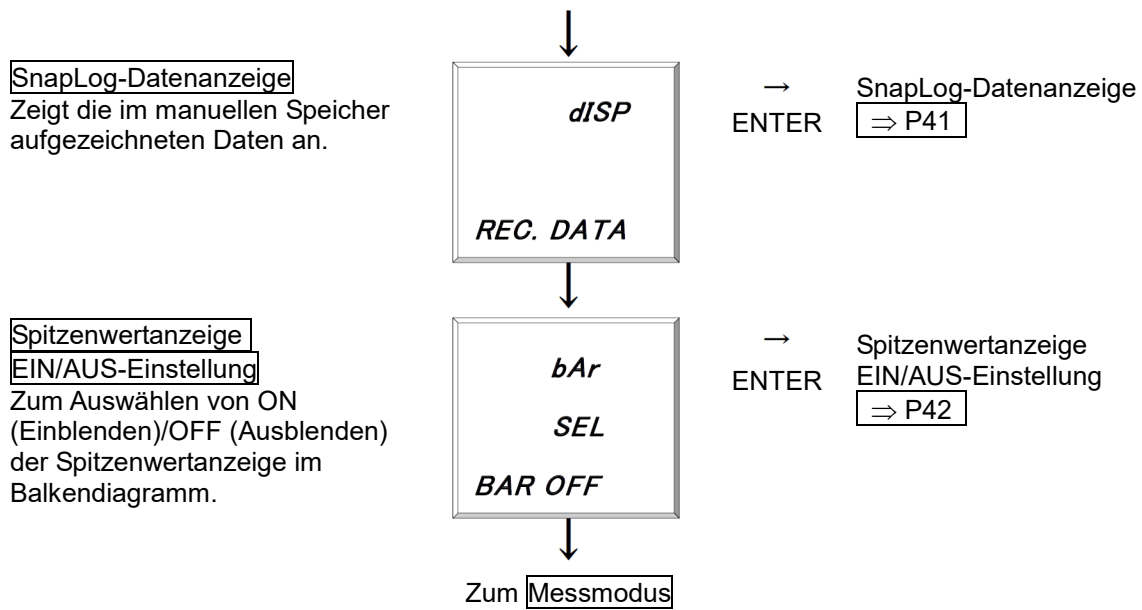 SnapLog-Datenanzeige
Zeigt die im manuellen Speicher
aufgezeichneten Daten an.
dISP
REC. DATA
→
ENTER
SnapLog-Datenanzeige
⇒ P41
Spitzenwertanzeige
EIN/AUS-Einstellung
Zum Auswählen von ON
(Einblenden)/OFF (Ausblenden)
der Spitzenwertanzeige im
Balkendiagramm.
bAr
SEL
BAR OFF
→
ENTER
Spitzenwertanzeige
EIN/AUS-Einstellung
⇒ P42
Zum Messmodus